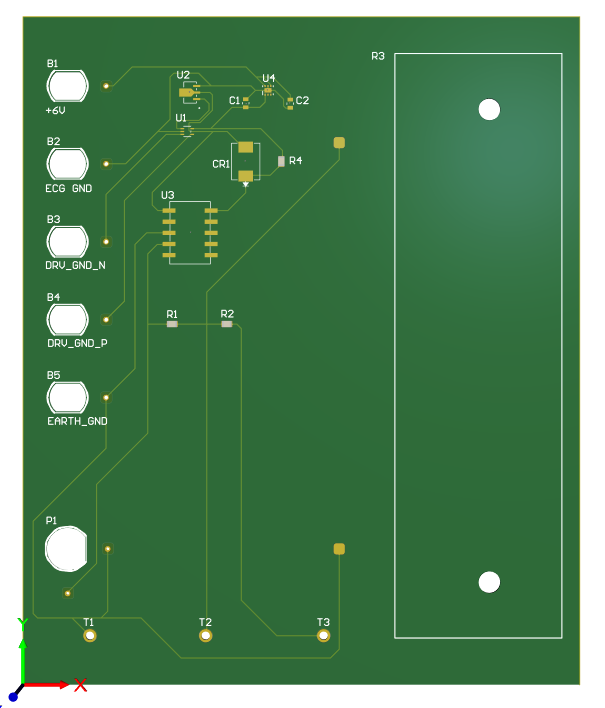 B1
U2
U4
R3
+6V
C1
C2
U1
B2
CR1
R4
ECG GND
U3
B3
DRV_GND_N
B4
R1
R2
DRV_GND_P
B5
EARTH_GND
P1
T1
T2
T3
Y
X